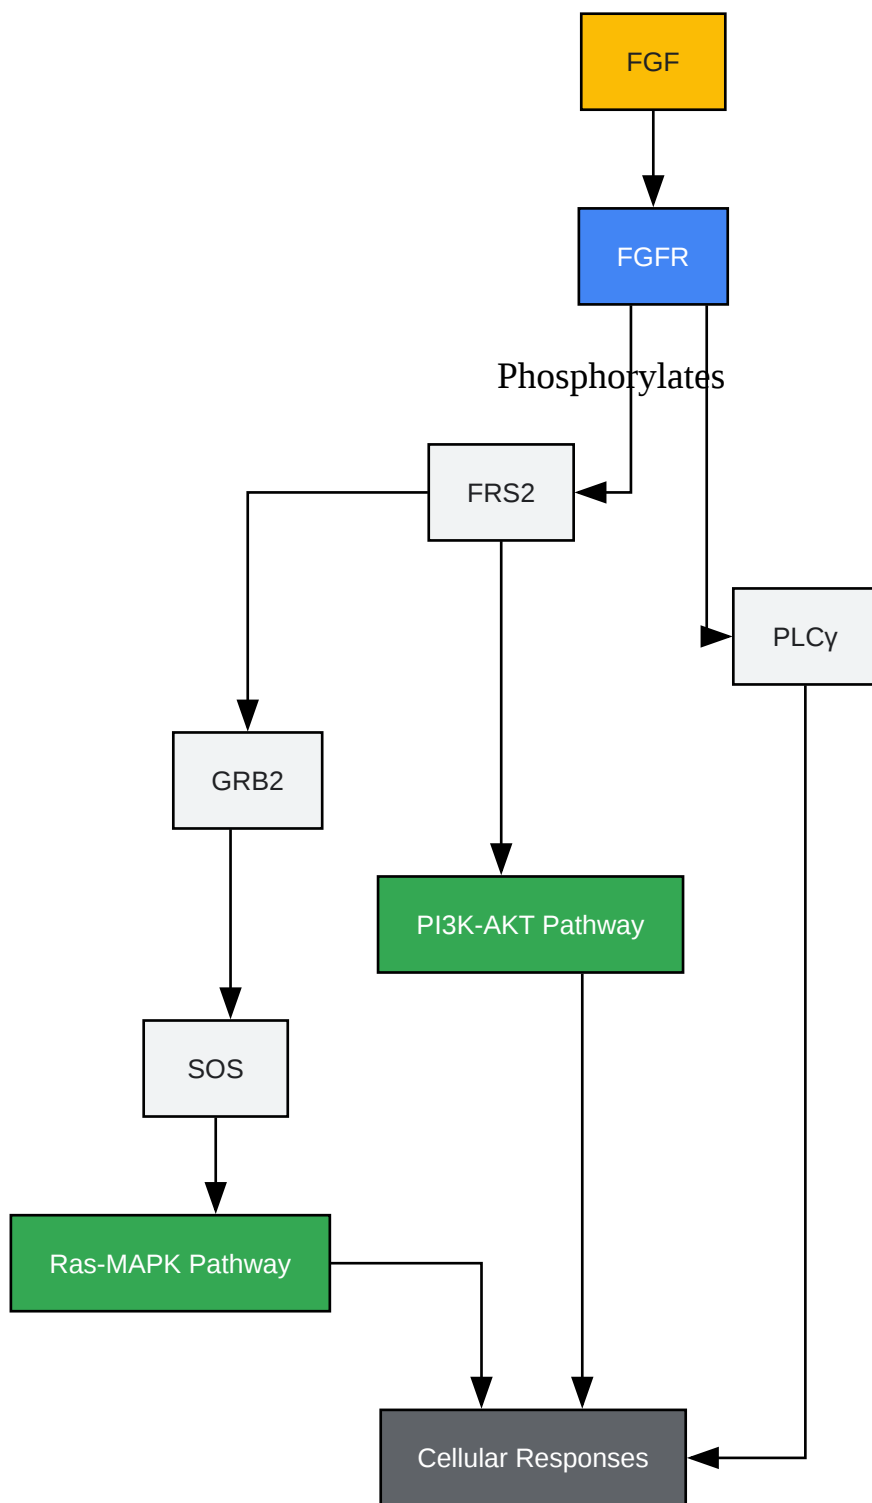 FGF
FGFR
Phosphorylates
FRS2
PLCγ
GRB2
PI3K-AKT Pathway
SOS
Ras-MAPK Pathway
Cellular Responses